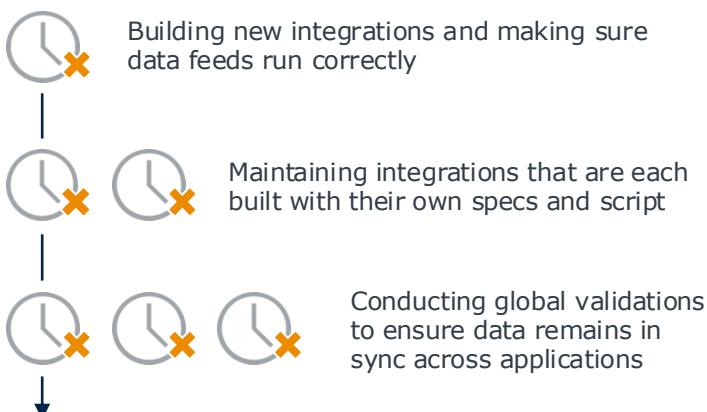 Building new integrations and making sure
data feeds run correctly
Maintaining integrations that are each
built with their own specs and script
Conducting global validations
to ensure data remains in
sync across applications